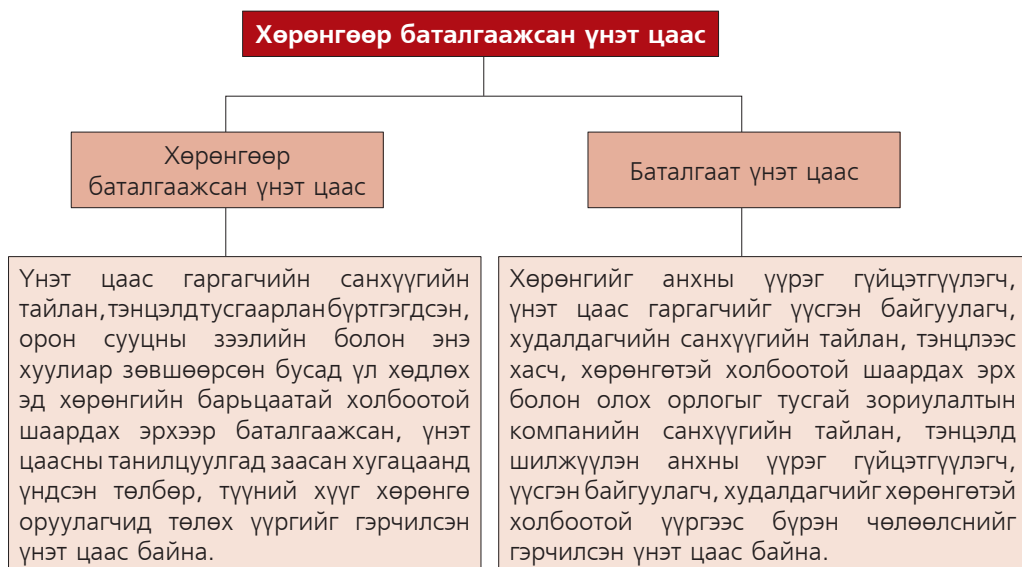 Хөрөнгөөр баталгаажсан үнэт цаас
Хөрөнгөөр
баталгаажсан үнэт цаас
Баталгаат үнэт цаас
Үнэт цаас гаргагчийн санхүүгийн
тайлан, тэнцэлд тусгаарлан бүртгэгдсэн,
орон сууцны зээлийн болон энэ
хуулиар зөвшөөрсөн бусад үл хөдлөх
эд хөрөнгийн барьцаатай холбоотой
шаардах эрхээр баталгаажсан, үнэт
цаасны танилцуулгад заасан хугацаанд
үндсэн төлбөр, түүний хүүг хөрөнгө
оруулагчид төлөх үүргийг гэрчилсэн
үнэт цаас байна.
Хөрөнгийг анхны үүрэг гүйцэтгүүлэгч,
үнэт цаас гаргагчийг үүсгэн байгуулагч,
худалдагчийн санхүүгийн тайлан, тэнцлээс
хасч, хөрөнгөтэй холбоотой шаардах эрх
болон олох орлогыг тусгай зориулалтын
компанийн санхүүгийн тайлан, тэнцэлд
шилжүүлэн анхны үүрэг гүйцэтгүүлэгч,
үүсгэн байгуулагч, худалдагчийг хөрөнгөтэй
холбоотой үүргээс бүрэн чөлөөлснийг
гэрчилсэн үнэт цаас байна.